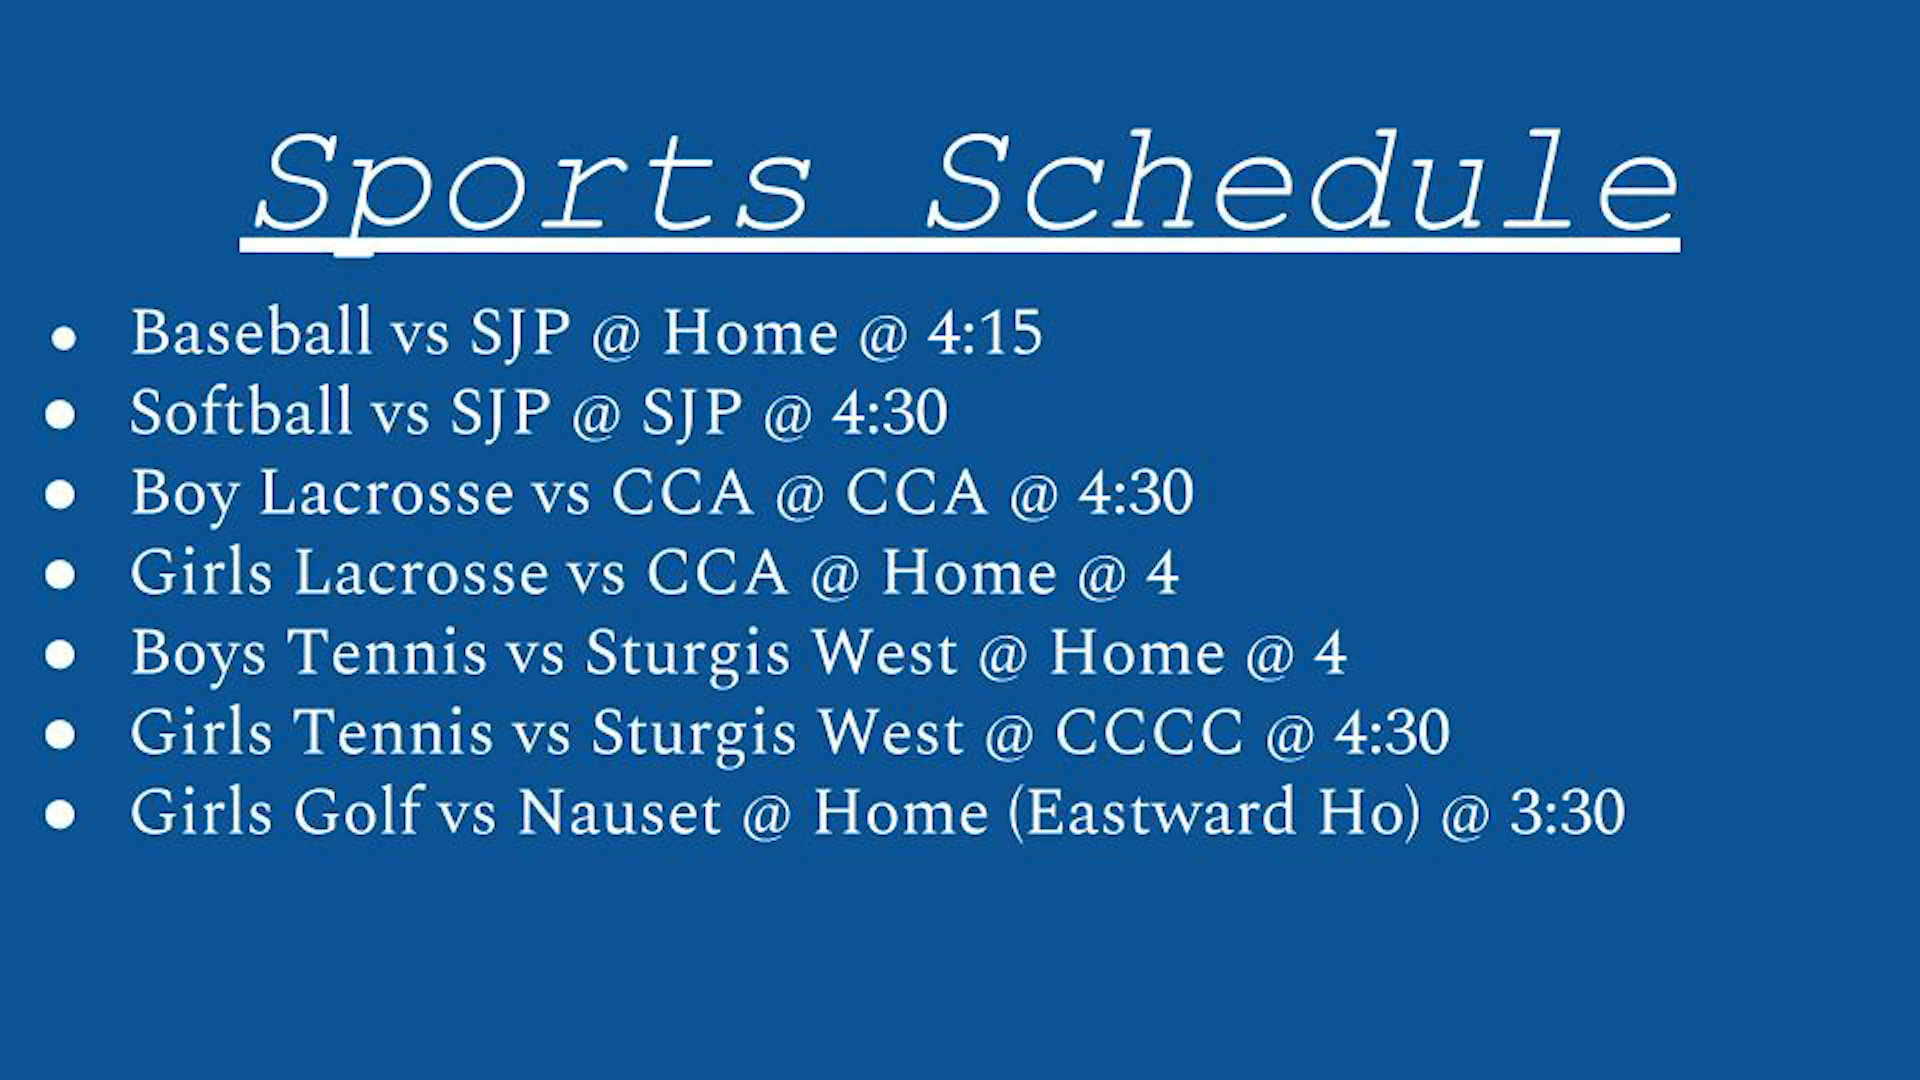 Sports Schedule
● Baseball vs SJP @ Home @ 4:15
● Softball vs SJP @ SJP @ 4:30
● Boy Lacrosse vs CCA @ CCA @ 4:30
● Girls Lacrosse vs CCA @ Home @ 4
● Boys Tennis vs Sturgis West @ Home @ 4
● Girls Tennis vs Sturgis West @ CCCC @ 4:30
● Girls Golf vs Nauset @ Home (Eastward Ho) @ 3:30